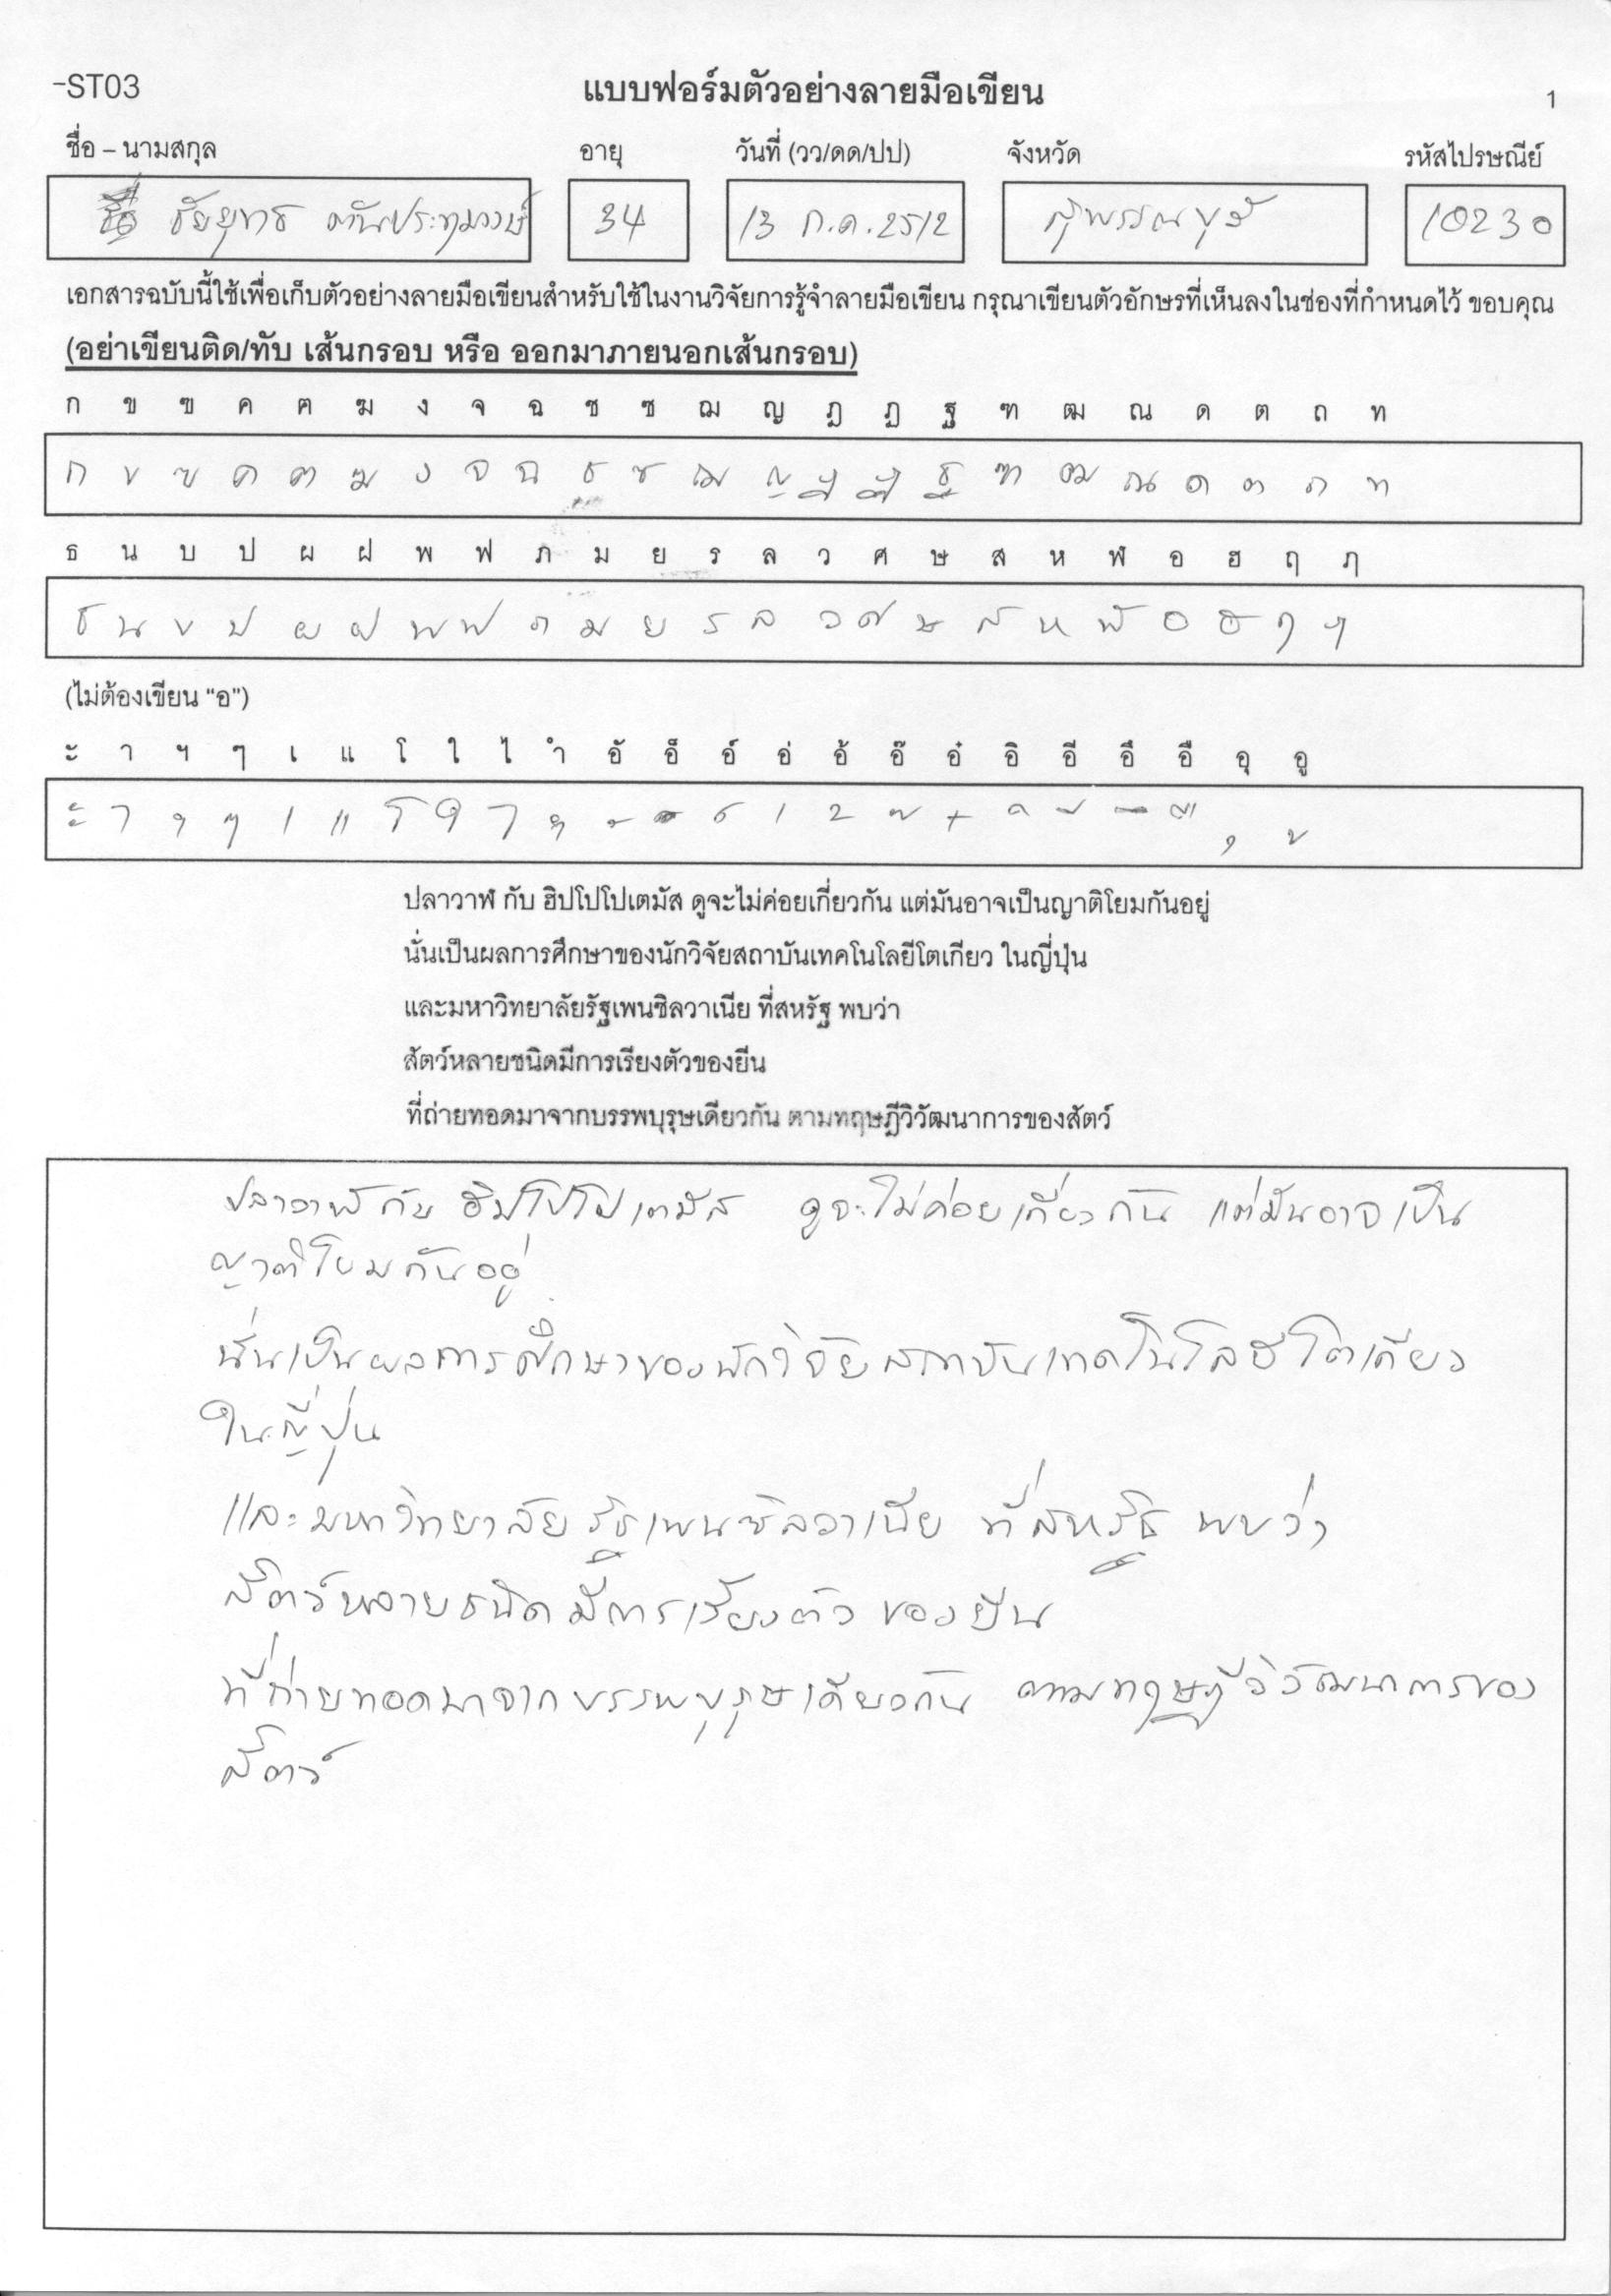 -ST03
แบบฟอร์มตัวอย่างลายมือเขียน
1
ชื่อ – นามสกุล อายุ วันที่ (วว/ดด/ปป) จังหวัด รหัสไปรษณีย์
ชัยยุทธ 34 13 ก.ค. 2512 สุพรรณบุรี 10230
เอกสารฉบับนี้ใช้เพื่อเก็บตัวอย่างลายมือเขียนสำหรับใช้ในงานวิจัยการรู้จำลายมือเขียน กรุณาเขียนตัวอักษรที่เห็นลงในช่องที่กำหนดไว้ ขอบคุณ
(อย่าเขียนติด/ทับ เส้นกรอบ หรือ ออกมาภายนอกเส้นกรอบ)
ก ข ฃ ค ฅ ฆ ง จ ฉ ช ซ ฌ ญ ฎ ฏ ฐ ฑ ฒ ณ ด ต ถ ท
ก ข ฃ ค ฅ ฆ ง จ ฉ ช ซ ฌ ญ ฎ ฏ ฐ ฑ ฒ ณ ด ต ถ ท
ธ น บ ป ผ ฝ พ ฟ ภ ม ย ร ล ว ศ ษ ส ห ฬ อ ฮ ฤ ฦ
ธ น บ ป ผ ฝ พ ฟ ภ ม ย ร ล ว ศ ษ ส ห ฬ อ ฮ ฤ ฦ
(ไม่ต้องเขียน “อ”)
ะ า ฯ ๆ เ แ โ ใ ไ ำ อั อ็ อ์ อ่ อ้ อ๊ อ๋ อิ อี อึ อื อุ อู
ะ า ฯ ๆ เ แ โ ใ ไ ำ ั ็ ์ ่ ้ ๊ ๋ ิ ี ึ ื ุ ู
ปลาวาฬ กับ ฮิปโปโปเตมัส ดูจะไม่ค่อยเกี่ยวกัน แต่มันอาจเป็นญาติโยมกันอยู่
นั่นเป็นผลการศึกษาของนักวิจัยสถาบันเทคโนโลยีโตเกียว ในญี่ปุ่น
และมหาวิทยาลัยรัฐเพนซิลวาเนีย ที่สหรัฐ พบว่า
สัตว์หลายชนิดมีการเรียงตัวของยีน
ที่ถ่ายทอดมาจากบรรพบุรุษเดียวกัน ตามทฤษฎีวิวัฒนาการของสัตว์
ปลาวาฬ กับ ฮิปโปโปเตมัส ดูจะไม่ค่อยเกี่ยวกัน แต่มันอาจเป็น
ญาติโยมกันอยู่
นั่นเป็นผลการศึกษาของนักวิจัยสถาบันเทคโนโลยีโตเกียว
ในญี่ปุ่น
และมหาวิทยาลัยรัฐเพนซิลวาเนีย ที่สหรัฐ พบว่า
สัตว์หลายชนิดมีการเรียงตัวของยีน
ที่ถ่ายทอดมาจากบรรพบุรุษเดียวกัน ตามทฤษฎีวิวัฒนาการของ
สัตว์